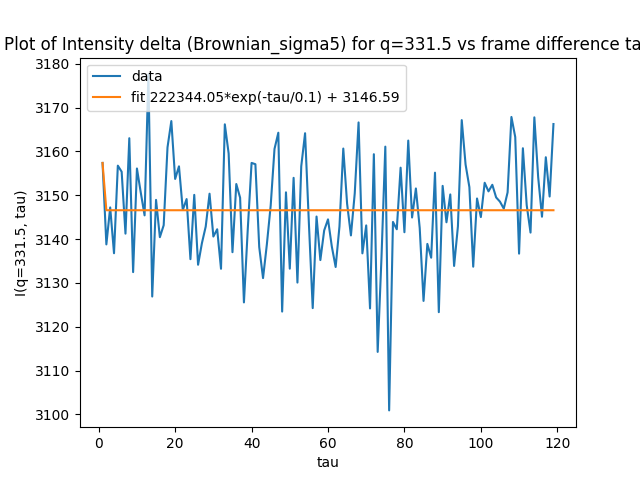 Plot of Intensity delta (Brownian_sigma5) for q=331.5 vs frame difference ta
3180
3170
3160
3150
3140
3130
3120
3110
3100
I(q=331.5, tau)
data
fit 222344.05*exp(-tau/0.1) + 3146.59
0 20 40 60 80 100 120
tau